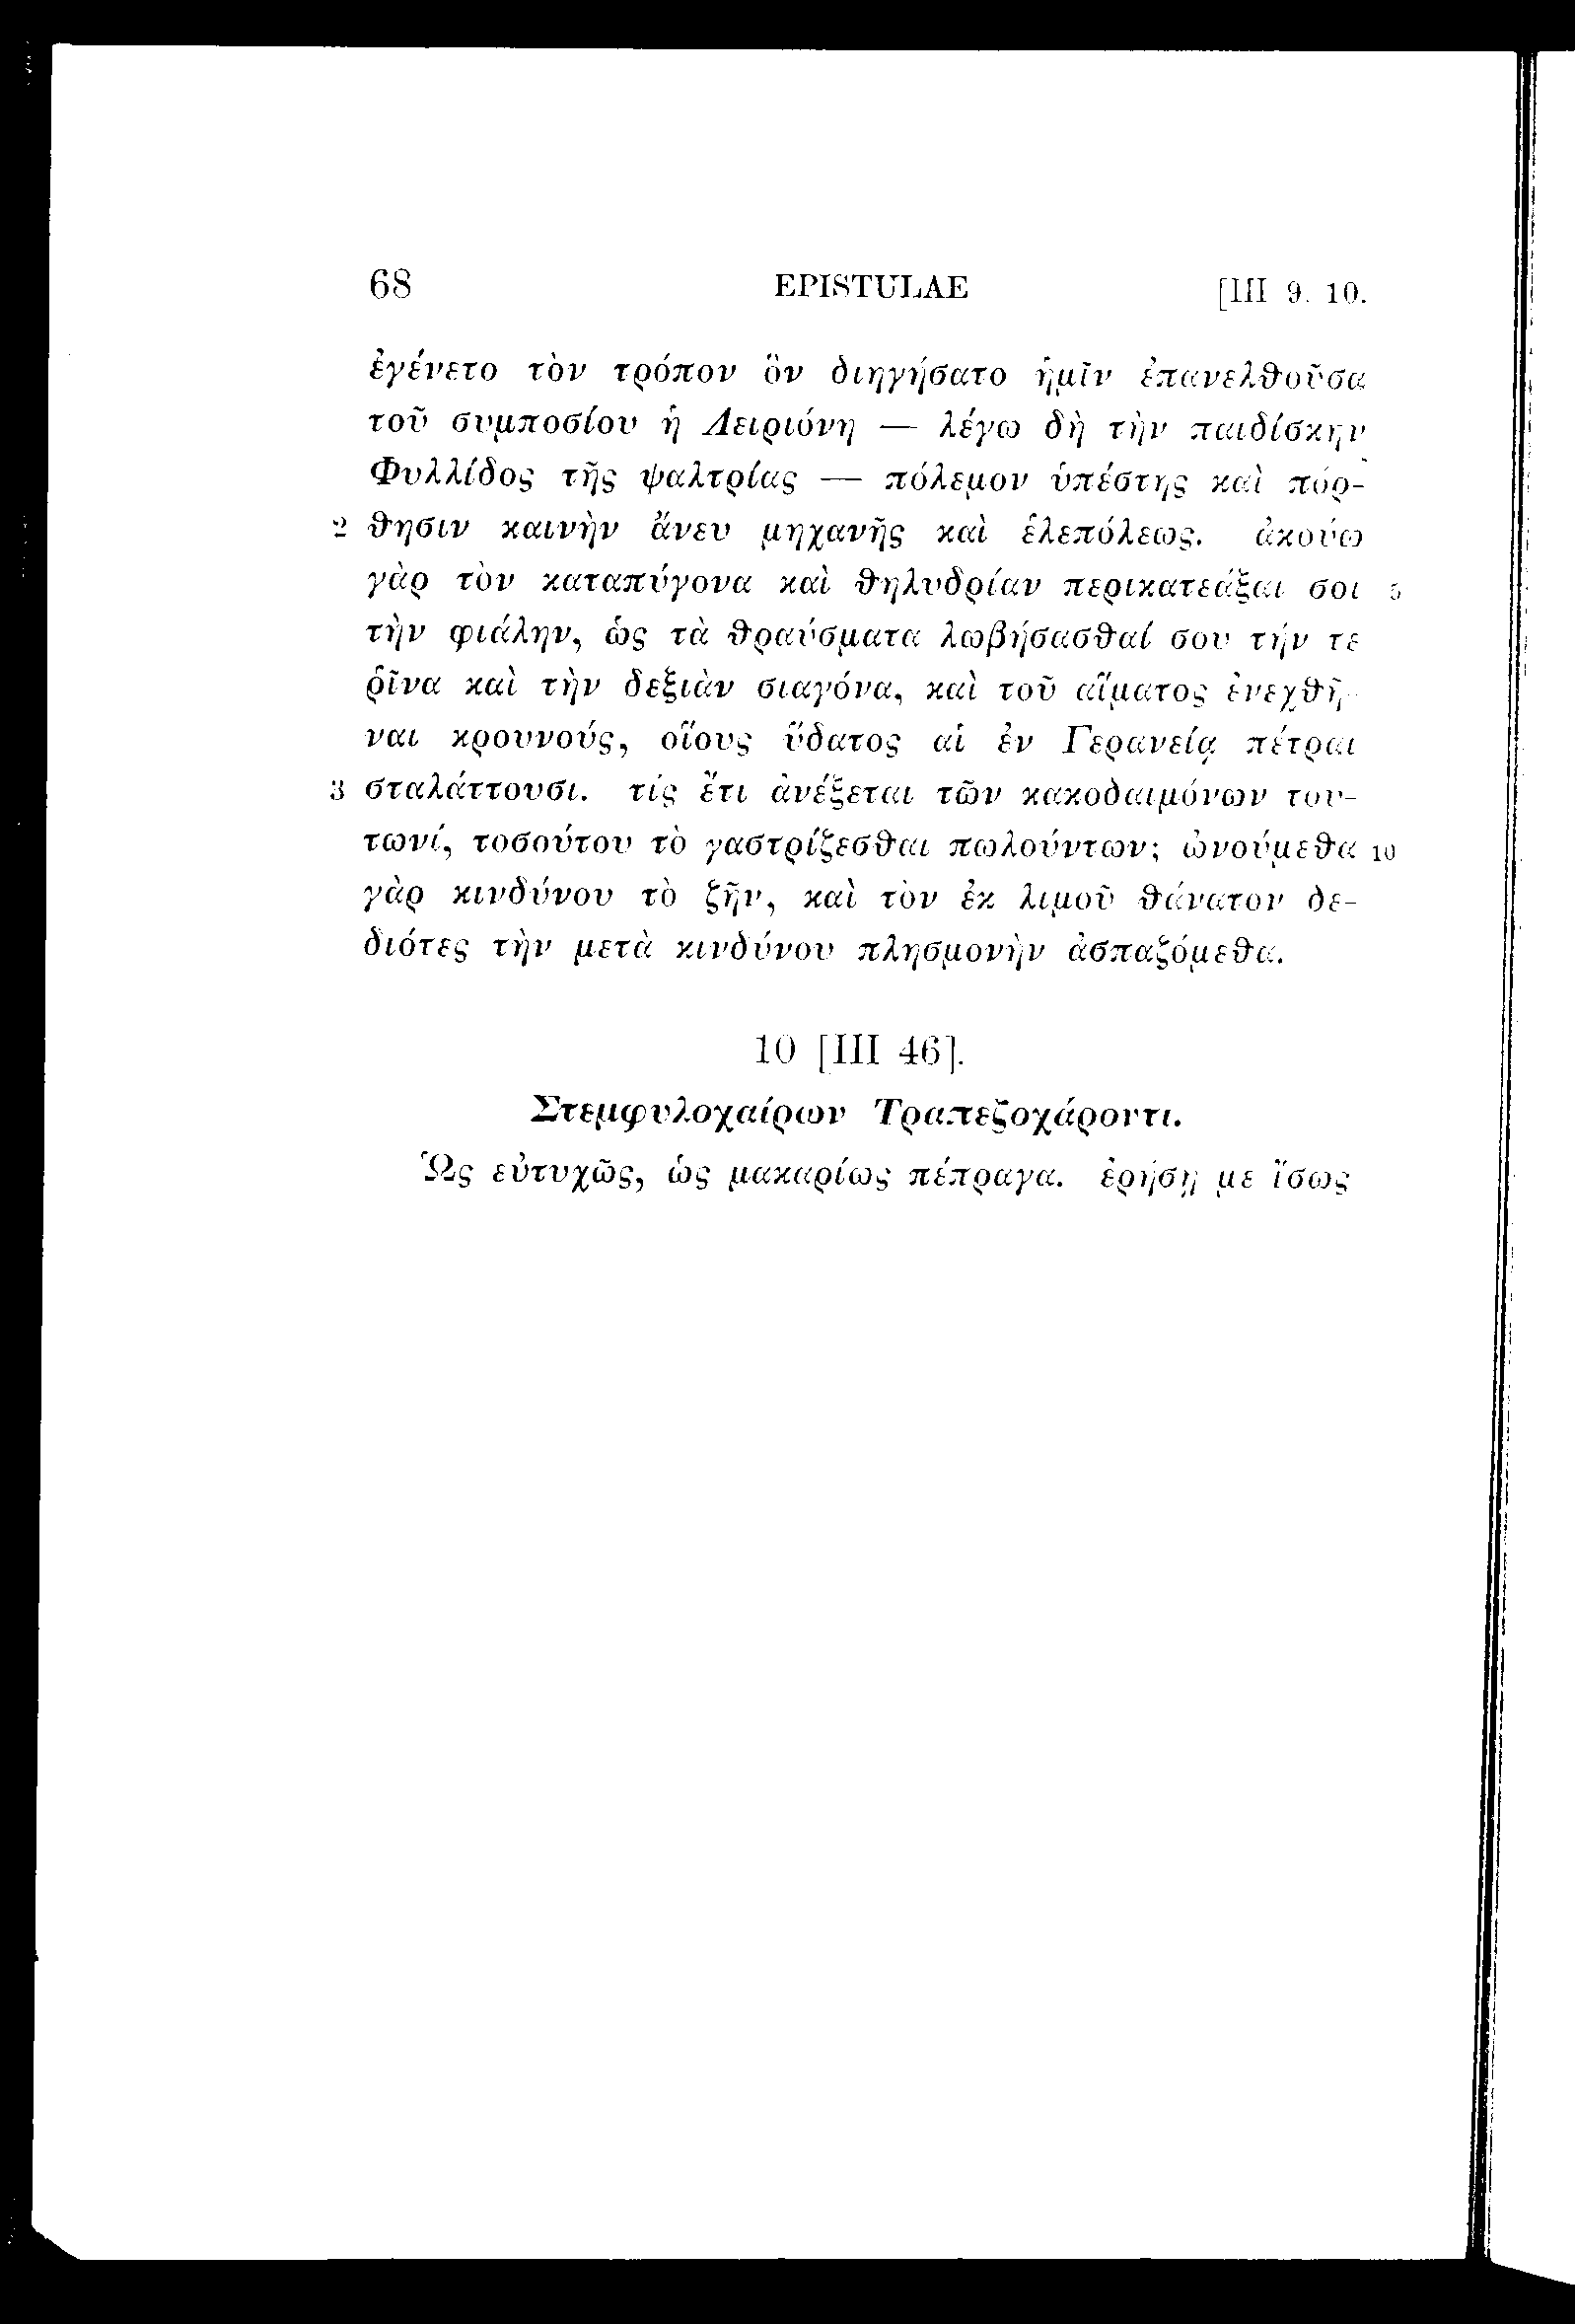 68 EPISTULAE [III 9. 10.
ἐγένετο τὸν τρόπον ὃν διηγήσατο ἡμῖν ἐπανελθοῦσα
τοῦ συμποσίου ἡ Λειριόνη — λέγω δὴ τὴν παιδίσκην
Φυλλίδος τῆς ψαλτρίας — πόλεμον ὑπέστης καὶ πόρ-
2 θησιν καινὴν ἄνευ μηχανῆς καὶ ἑλεπόλεως. ἀκούω
γὰρ τὸν καταπύγονα καὶ θηλυδρίαν περικατεάξαι σοι 5
τὴν φιάλην, ὡς τὰ θραύσματα λωβήσασθαί σου τήν τε
ῥῖνα καὶ τὴν δεξιὰν σιαγόνα, καὶ τοῦ αἵματος ἐνεχθῆ-
ναι κρουνούς, οἵους ὕδατος αἱ ἐν Γερανείᾳ πέτραι
3 σταλάττουσι. τίς ἔτι ἀνέξεται τῶν κακοδαιμόνων του-
τωνί, τοσούτου τὸ γαστρίζεσθαι πωλούντων; ὠνούμεθα 10
γὰρ κινδύνου τὸ ζῆν, καὶ τὸν ἐκ λιμοῦ θάνατον δε-
διότες τὴν μετὰ κινδύνου πλησμονὴν ἀσπαζόμεθα.
10 [III 46].
Στεμφυλοχαίρων Τραπεζοχάροντι.
Ὡς εὐτυχῶς, ὡς μακαρίως πέπραγα. ἐρήσῃ με ἴσως